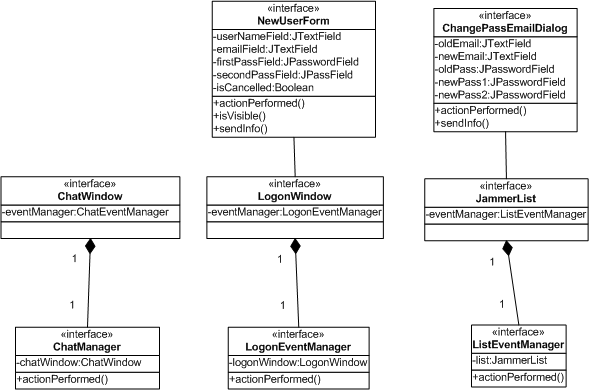 «interface»
NewUserForm
-userNameField:JTextField
-emailField:JTextField
-firstPassField:JPasswordField
-secondPassField:JPassField
-isCancelled:Boolean
+actionPerformed()
+isVisible()
+sendInfo()
«interface»
ChangePassEmailDialog
-oldEmail:JTextField
-newEmail:JTextField
-oldPass:JPasswordField
-newPass1:JPasswordField
-newPass2:JPasswordField
+actionPerformed()
+sendInfo()
«interface»
ChatWindow
-eventManager:ChatEventManager
«interface»
LogonWindow
-eventManager:LogonEventManager
«interface»
JammerList
-eventManager:ListEventManager
1
1
1
1
1
1
«interface»
ChatManager
-chatWindow:ChatWindow
+actionPerformed()
«interface»
LogonEventManager
-logonWindow:LogonWindow
+actionPerformed()
«interface»
ListEventManager
-list:JammerList
+actionPerformed()